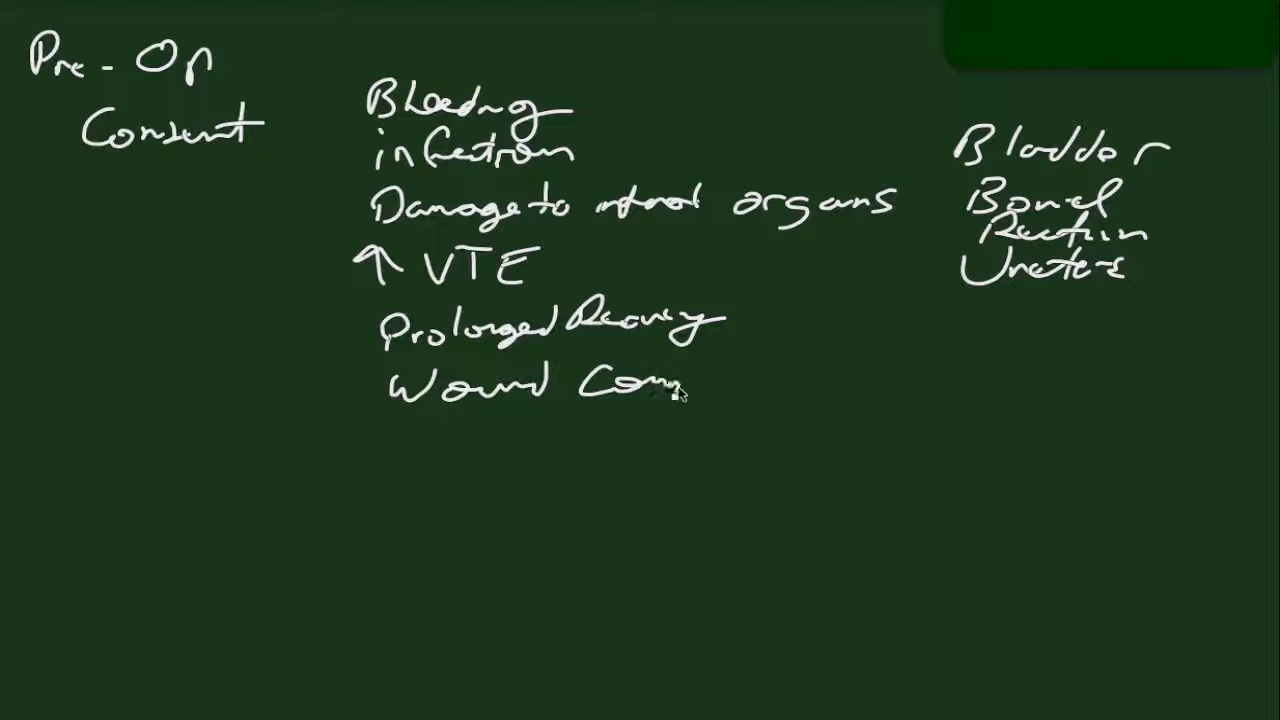 Pre-Op
Consent
Bleeding
infection
Damage to internal organs
↑ VTE
Prolonged Recovery
Wound Com
Bladder
Bowel
Rectum
Ureters